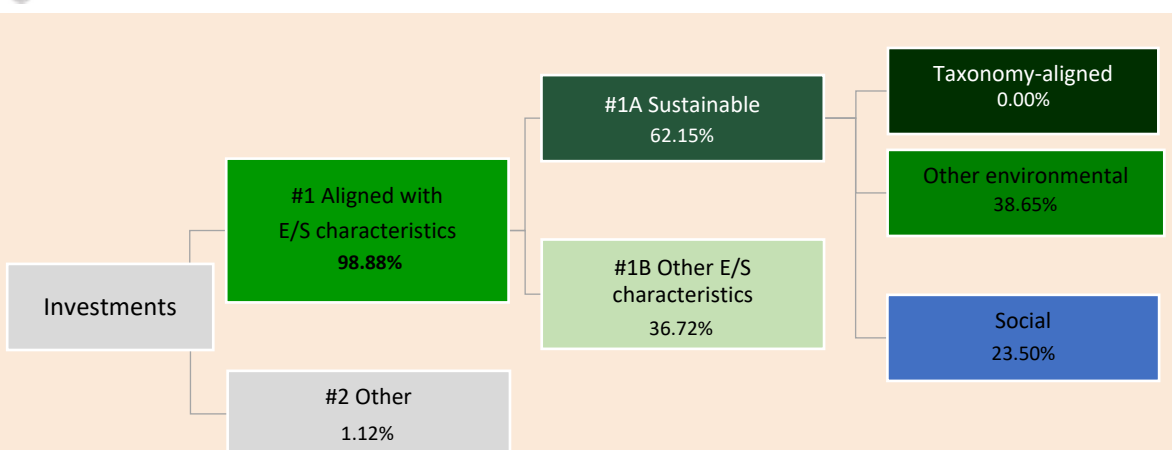 Investments
#1 Aligned with
E/S characteristics
98.88%
#2 Other
1.12%
#1A Sustainable
62.15%
#1B Other E/S
characteristics
36.72%
Taxonomy-aligned
0.00%
Other environmental
38.65%
Social
23.50%